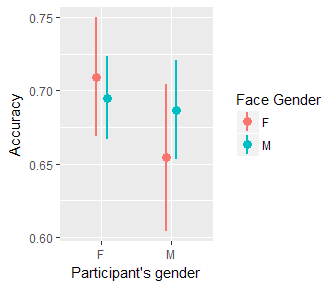 0.75
0.70
0.65
0.60
Accuracy
F M
Participant's gender
Face Gender
F
M